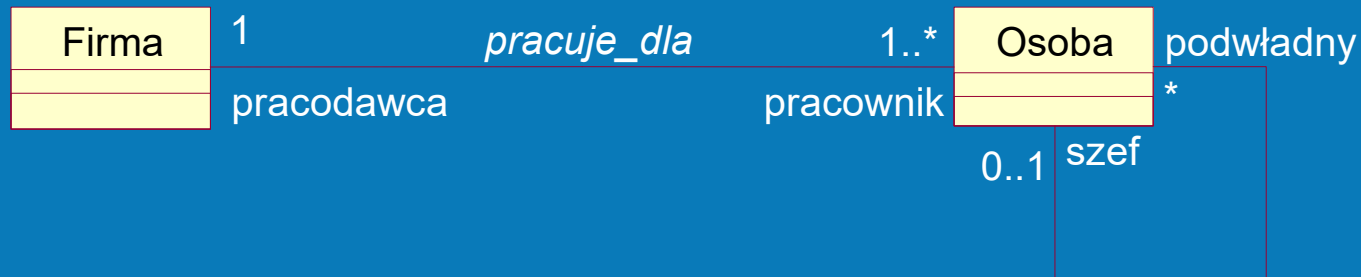 Firma 1 pracuje_dla 1..* Osoba podwładny
pracodawca pracownik *
0..1 szef